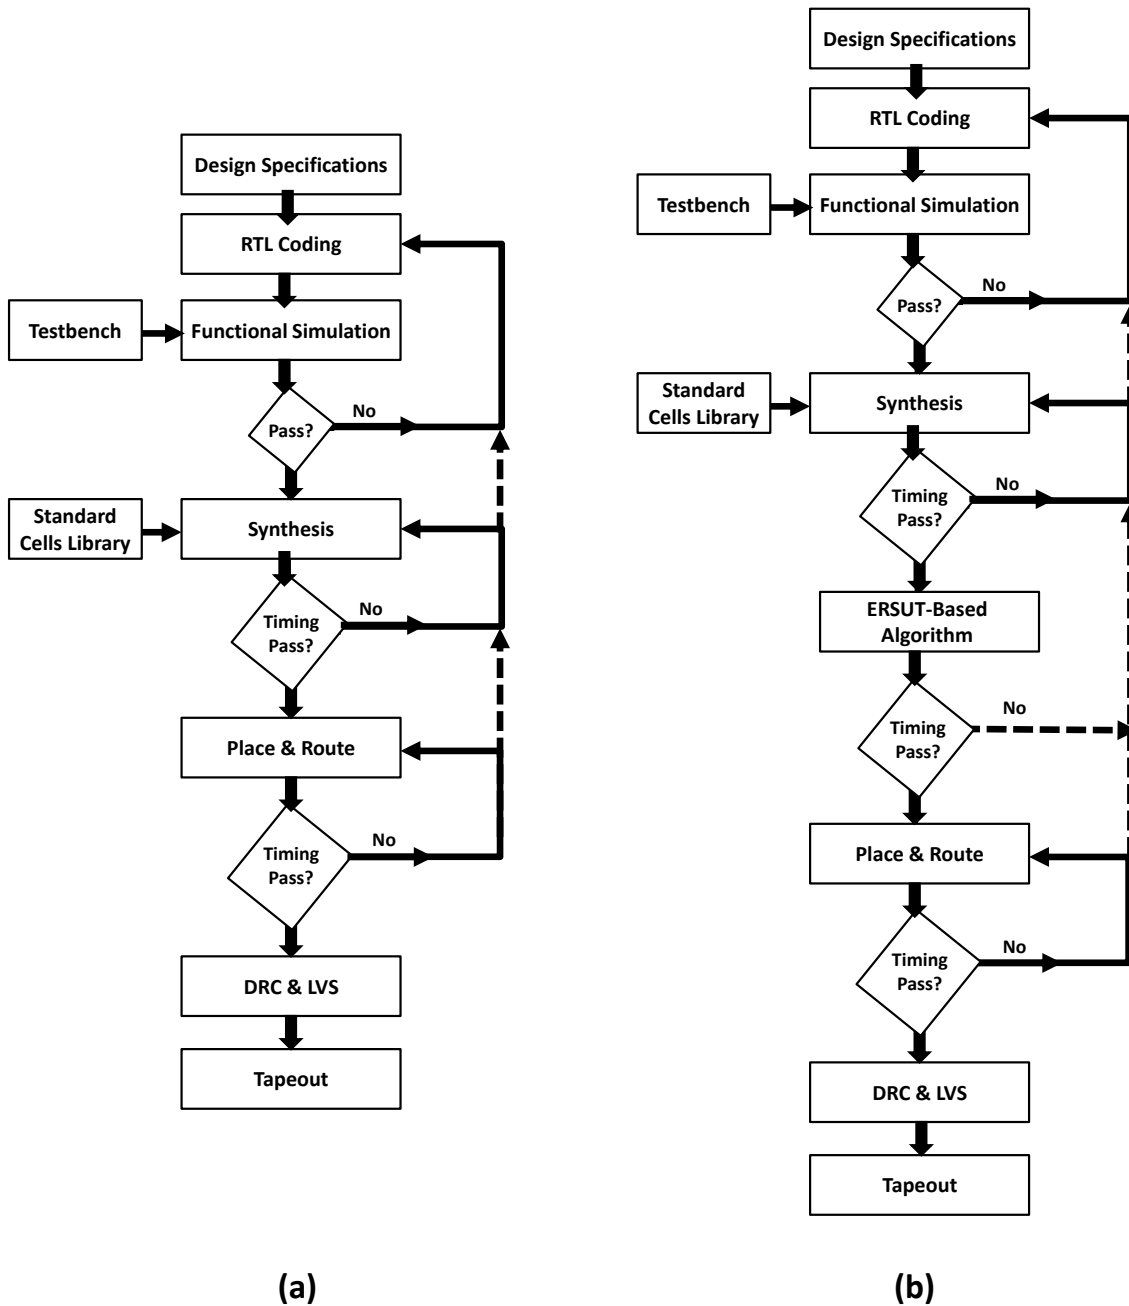 Design Specifications
RTL Coding
Testbench
Functional Simulation
Pass?
No
Standard
Cells Library
Synthesis
Timing
Pass?
No
Place & Route
Timing
Pass?
No
DRC & LVS
Tapeout
(a)
Design Specifications
RTL Coding
Testbench
Functional Simulation
Pass?
No
Standard
Cells Library
Synthesis
Timing
Pass?
No
ERSUT-Based
Algorithm
Timing
Pass?
No
Place & Route
Timing
Pass?
No
DRC & LVS
Tapeout
(b)